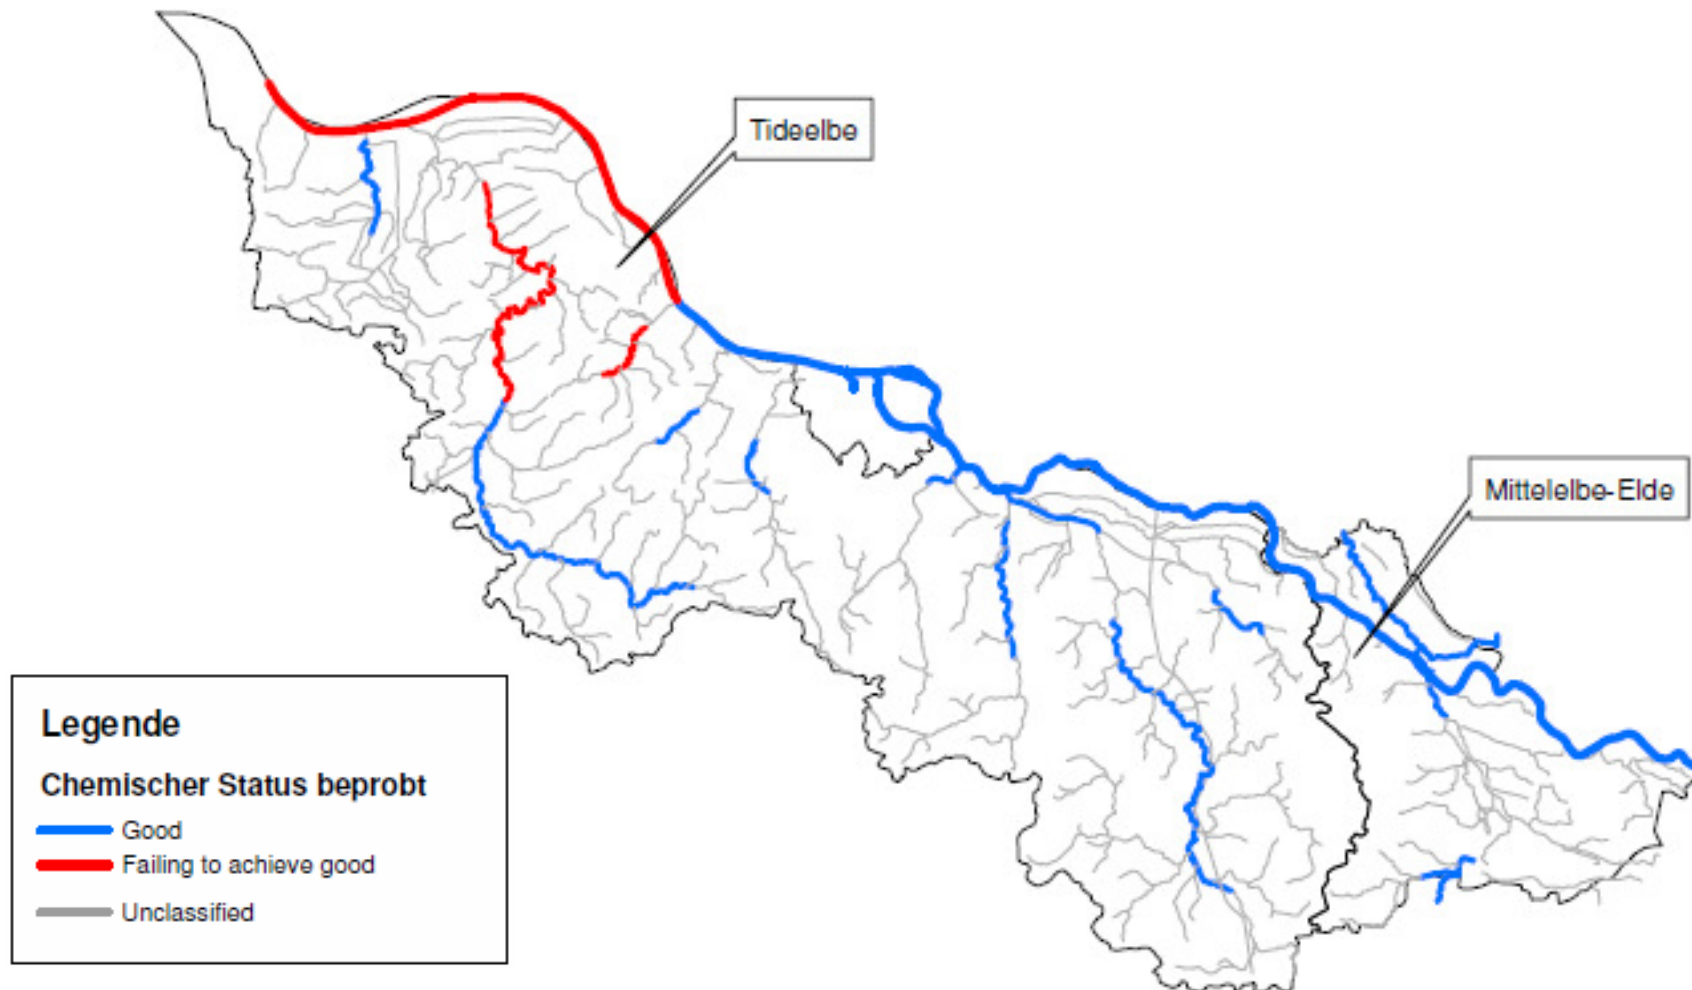 Tideelbe
Mittelelbe-Elde
Legende
Chemischer Status beprobt
Good
Failing to achieve good
Unclassified